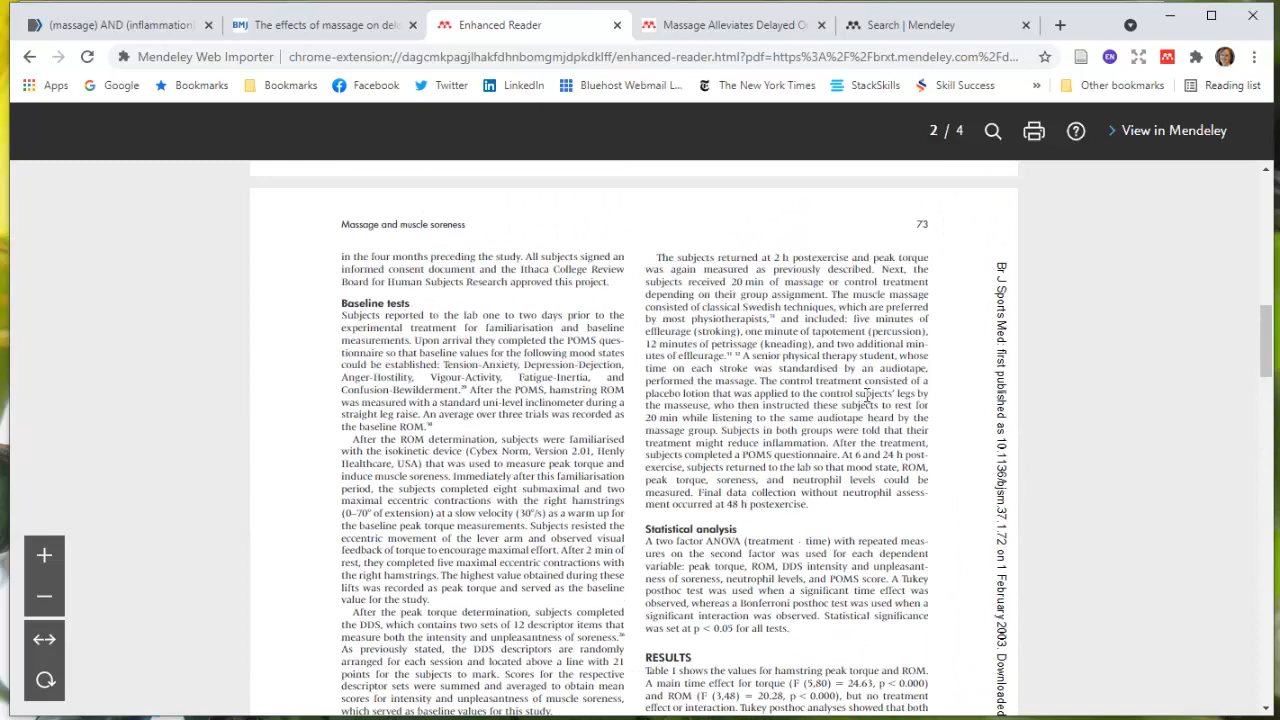 (massage) AND (inflammation)
BMJ The effects of massage on dela
Enhanced Reader
Massage Alleviates Delayed O
Search | Mendeley
Mendeley Web Importer
chrome-extension://dagcmkpagjlhakfdhnbomgmjdpkdklff/enhanced-reader.html?pdf=https%3A%2F%2Fbrxt.mendeley.com%2Fd...
EN
Apps
Google
Bookmarks
Bookmarks
Facebook
Twitter
LinkedIn
Bluehost Webmail L...
The New York Times
StackSkills
Skill Success
»
Other bookmarks
Reading list
2 / 4
View in Mendeley
Massage and muscle soreness
73
in the four months preceding the study. All subjects signed an
informed consent document and the Ithaca College Review
Board for Human Subjects Research approved this project.
Baseline tests
Subjects reported to the lab one to two days prior to the
experimental treatment for familiarisation and baseline
measurements. Upon arrival they completed the POMS ques-
tionnaire so that baseline values for the following mood states
could be established: Tension-Anxiety, Depression-Dejection,
Anger-Hostility, Vigour-Activity, Fatigue-Inertia, and
Confusion-Bewilderment.²⁹ After the POMS, hamstring ROM
was measured with a standard uni-level inclinometer during a
straight leg raise. An average over three trials was recorded as
the baseline ROM.³⁰
After the ROM determination, subjects were familiarised
with the isokinetic device (Cybex Norm, Version 2.01, Henly
Healthcare, USA) that was used to measure peak torque and
induce muscle soreness. Immediately after this familiarisation
period, the subjects completed eight submaximal and two
maximal eccentric contractions with the right hamstrings
(0–70° of extension) at a slow velocity (30°/s) as a warm up for
the baseline peak torque measurements. Subjects resisted the
eccentric movement of the lever arm and observed visual
feedback of torque to encourage maximal effort. After 2 min of
rest, they completed five maximal eccentric contractions with
the right hamstrings. The highest value obtained during these
lifts was recorded as peak torque and served as the baseline
value for the study.
After the peak torque determination, subjects completed
the DDS, which contains two sets of 12 descriptor items that
measure both the intensity and unpleasantness of soreness.²⁶
As previously stated, the DDS descriptors are randomly
arranged for each session and located above a line with 21
points for the subjects to mark. Scores for the respective
descriptor sets were summed and averaged to obtain mean
scores for intensity and unpleasantness of muscle soreness,
which served as baseline values for this study.
The subjects returned at 2 h postexercise and peak torque
was again measured as previously described. Next, the
subjects received 20 min of massage or control treatment
depending on their group assignment. The muscle massage
consisted of classical Swedish techniques, which are preferred
by most physiotherapists,³¹ and included: five minutes of
effleurage (stroking), one minute of tapotement (percussion),
12 minutes of petrissage (kneading), and two additional min-
utes of effleurage.³¹ ³² A senior physical therapy student, whose
time on each stroke was standardised by an audiotape,
performed the massage. The control treatment consisted of a
placebo lotion that was applied to the control subjects’ legs by
the masseuse, who then instructed these subjects to rest for
20 min while listening to the same audiotape heard by the
massage group. Subjects in both groups were told that their
treatment might reduce inflammation. After the treatment,
subjects completed a POMS questionnaire. At 6 and 24 h post-
exercise, subjects returned to the lab so that mood state, ROM,
peak torque, soreness, and neutrophil levels could be
measured. Final data collection without neutrophil assess-
ment occurred at 48 h postexercise.
Statistical analysis
A two factor ANOVA (treatment · time) with repeated meas-
ures on the second factor was used for each dependent
variable: peak torque, ROM, DDS intensity and unpleasant-
ness of soreness, neutrophil levels, and POMS score. A Tukey
posthoc test was used when a significant time effect was
observed, whereas a Bonferroni posthoc test was used when a
significant interaction was observed. Statistical significance
was set at p < 0.05 for all tests.
RESULTS
Table 1 shows the values for hamstring peak torque and ROM.
A main time effect for torque (F (5,80) = 24.63, p < 0.000)
and ROM (F (3,48) = 20.28, p < 0.000), but no treatment
effect or interaction. Tukey posthoc analyses showed that both
Br J Sports Med: first published as 10.1136/bjsm.37.1.72 on 1 February 2003. Downloaded